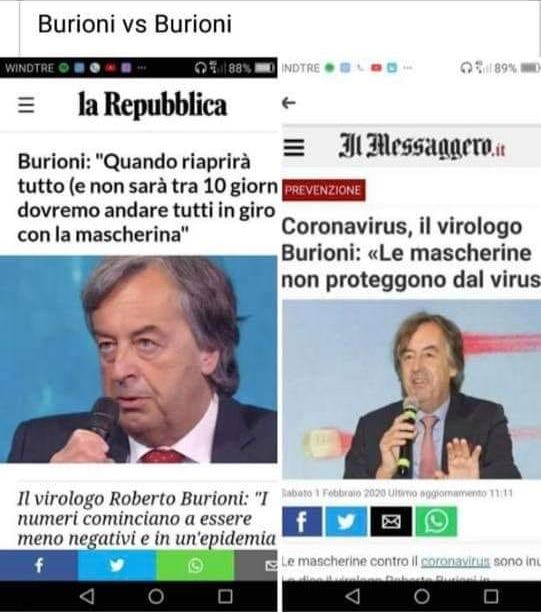 Burioni vs Burioni
WINDTRE
88%
la Repubblica
Burioni: "Quando riaprirà
tutto (e non sarà tra 10 giorn
dovremo andare tutti in giro
con la mascherina"
Il virologo Roberto Burioni: "I
numeri cominciano a essere
meno negativi e in un'epidemia
INDTRE
89%
Il Messaggero.it
PREVENZIONE
Coronavirus, il virologo
Burioni: «Le mascherine
non proteggono dal virus
Sabato 1 Febbraio 2020 Ultimo aggiornamento 11:11
Le mascherine contro il coronavirus sono inu